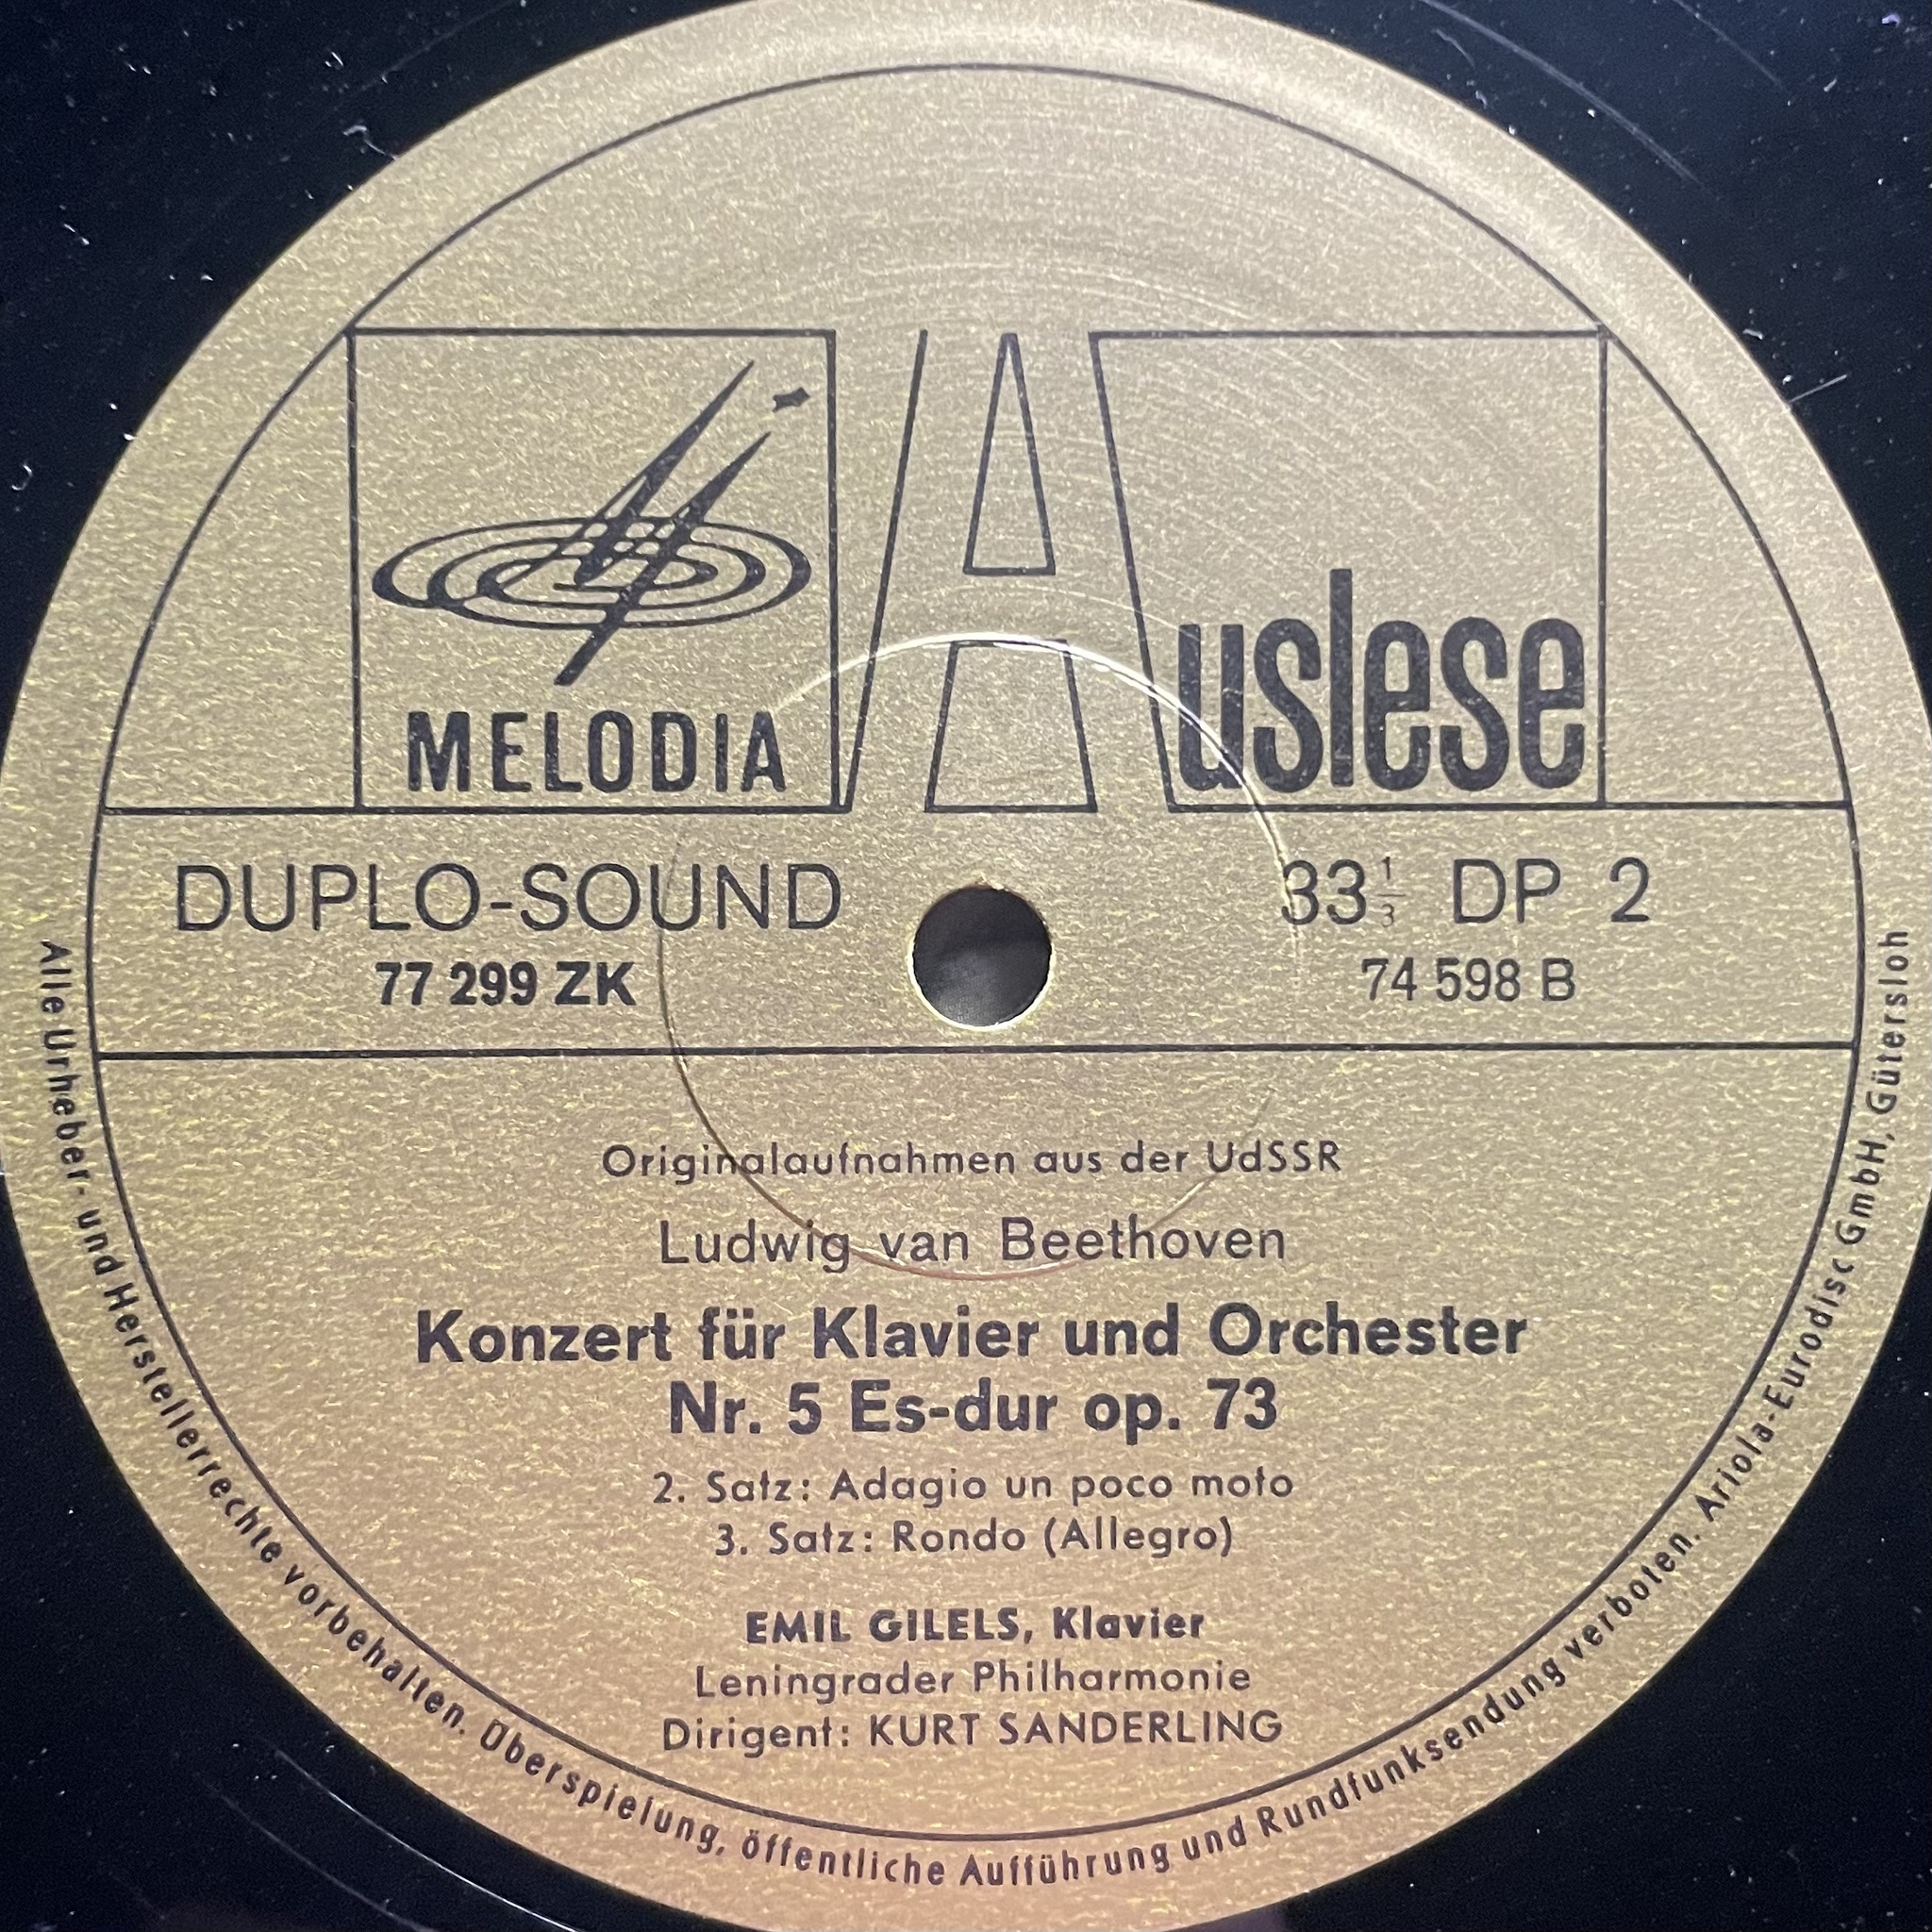 MELODIA
Auslese
DUPLO-SOUND
33 1/3 DP 2
77 299 ZK
74 598 B
Originalaufnahmen aus der UdSSR
Ludwig van Beethoven
Konzert für Klavier und Orchester
Nr. 5 Es-dur op. 73
2. Satz: Adagio un poco moto
3. Satz: Rondo (Allegro)
EMIL GILELS, Klavier
Leningrader Philharmonie
Dirigent: KURT SANDERLING
Alle Urheber- und Herstellerrechte vorbehalten. Überspielung, öffentliche Aufführung und Rundfunksendung verboten. Ariola-Eurodisc GmbH, Gütersloh